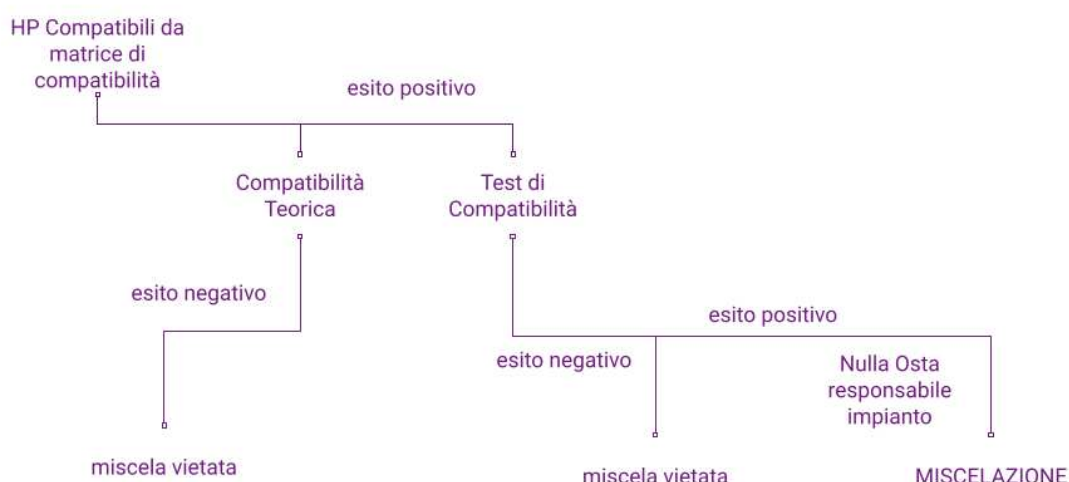 HP Compatibili da
matrice di
compatibilità
esito positivo
Compatibilità
Teorica
Test di
Compatibilità
esito negativo
esito positivo
esito negativo
Nulla Osta
responsabile
impianto
miscela vietata
miscela vietata
MISCELAZIONE